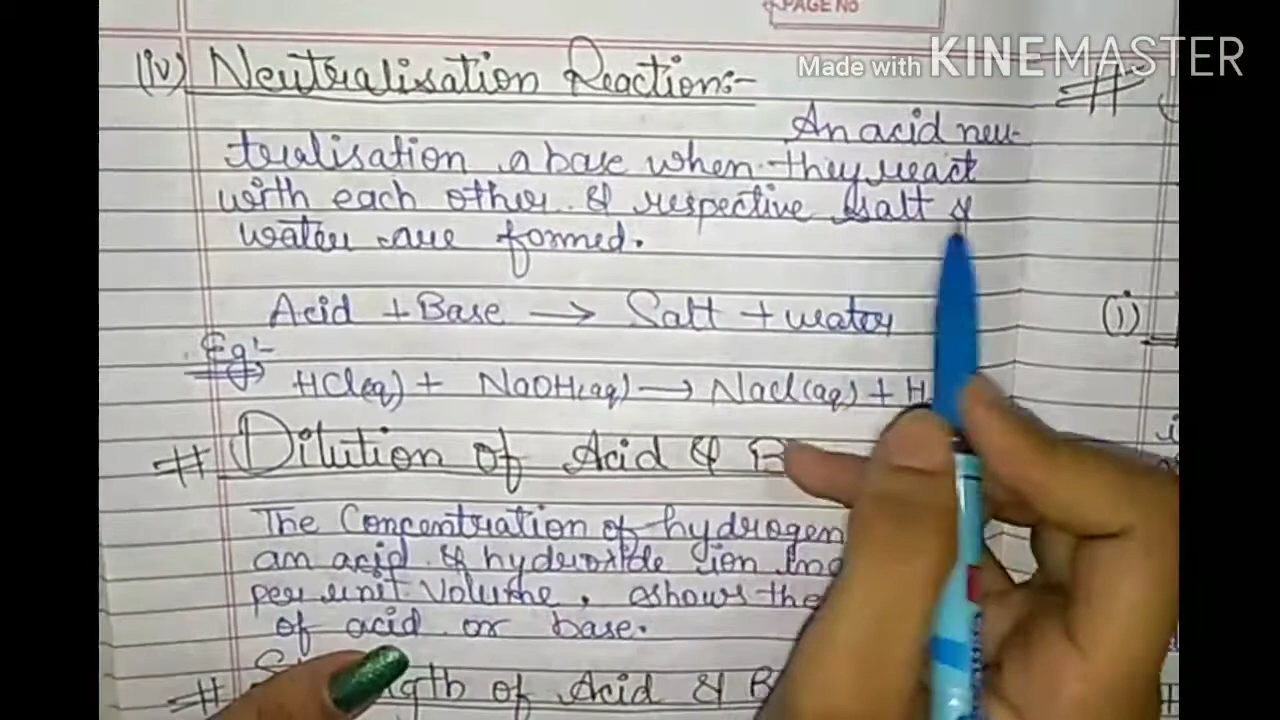 PAGE No
Made with KINEMASTER
(iv) Neutralisation Reaction:-
An acid neu-
tralisation a base when they react
with each other & respective salt &
water are formed.
Acid + Base → Salt + water
Eg:-
HCl(aq) + NaOH(aq) → NaCl(aq) + H
# Dilution of Acid & B
The Concentration of hydrogen
an acid & hydroxide ion in a
per unit Volume, shows the
of acid or base.
# of Acid & B
#
(i)